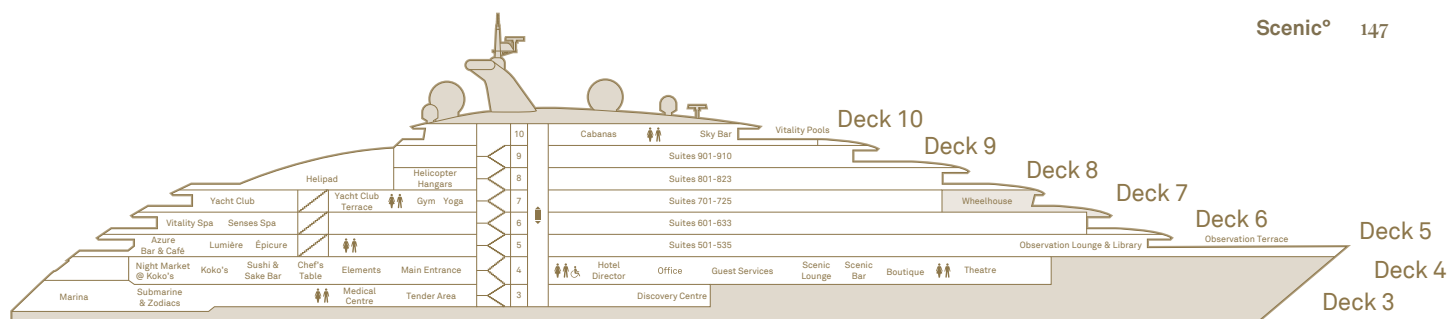 Scenic° 147
10 Cabanas Sky Bar Vitality Pools Deck 10
9 Suites 901-910 Deck 9
Helipad Helicopter
Hangars 8 Suites 801-823 Deck 8
Yacht Club Yacht Club
Terrace Gym Yoga 7 Suites 701-725 Wheelhouse Deck 7
Vitality Spa Senses Spa 6 Suites 601-633 Deck 6
Azure
Bar & Café Lumière Épicure 5 Suites 501-535 Observation Lounge & Library Observation Terrace Deck 5
Night Market
@ Koko's Koko's Sushi &
Sake Bar Chef's
Table Elements Main Entrance 4 Hotel
Director Office Guest Services Scenic
Lounge Scenic
Bar Boutique Theatre Deck 4
Marina Submarine
& Zodiacs Medical
Centre Tender Area 3 Discovery Centre Deck 3